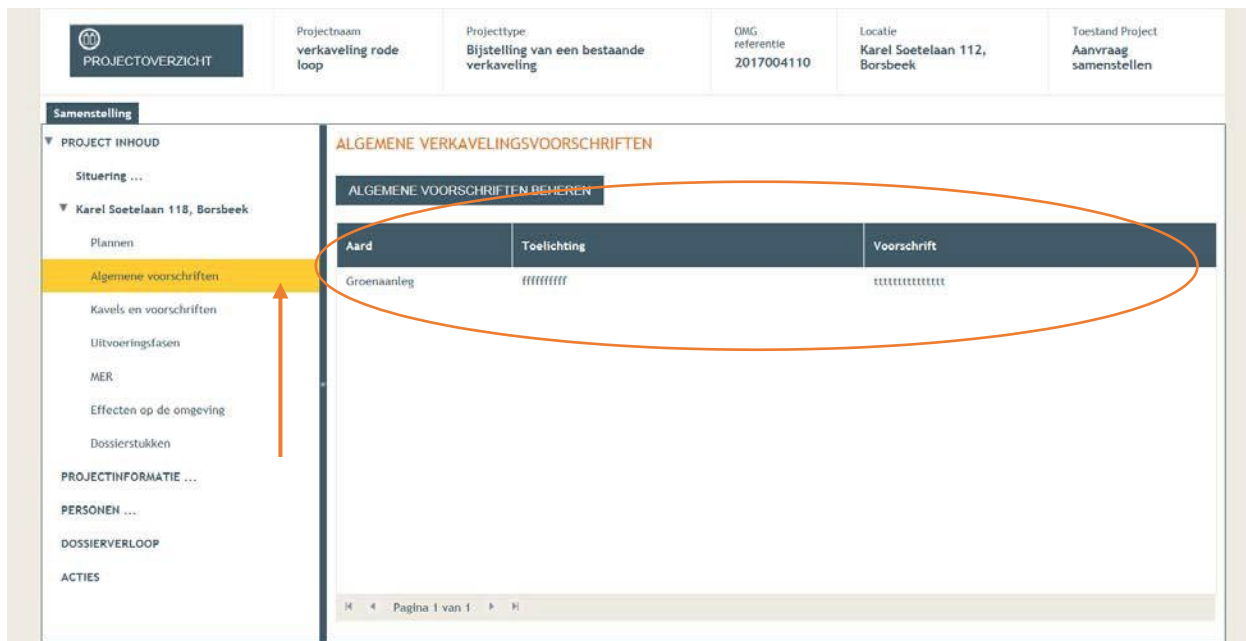 PROJECTOVERZICHT
Projectnaam
verkaveling rode
loop
Projecttype
Bijstelling van een bestaande
verkaveling
OMG
referentie
2017004110
Locatie
Karel Soetelaan 112,
Borsbeek
Toestand Project
Aanvraag
samenstellen
Samenstelling
PROJECT INHOUD
Situering ...
Karel Soetelaan 118, Borsbeek
Plannen
Algemene voorschriften
Kavels en voorschriften
Uitvoeringsfasen
MER
Effecten op de omgeving
Dossierstukken
PROJECTINFORMATIE ...
PERSONEN ...
DOSSIERVERLOOP
ACTIES
ALGEMENE VERKAVELINGSVOORSCHRIFTEN
ALGEMENE VOORSCHRIFTEN BEHEREN
Aard Toelichting Voorschrift
Groenaanleg ffffffffff ttttttttttttttt
Pagina 1 van 1